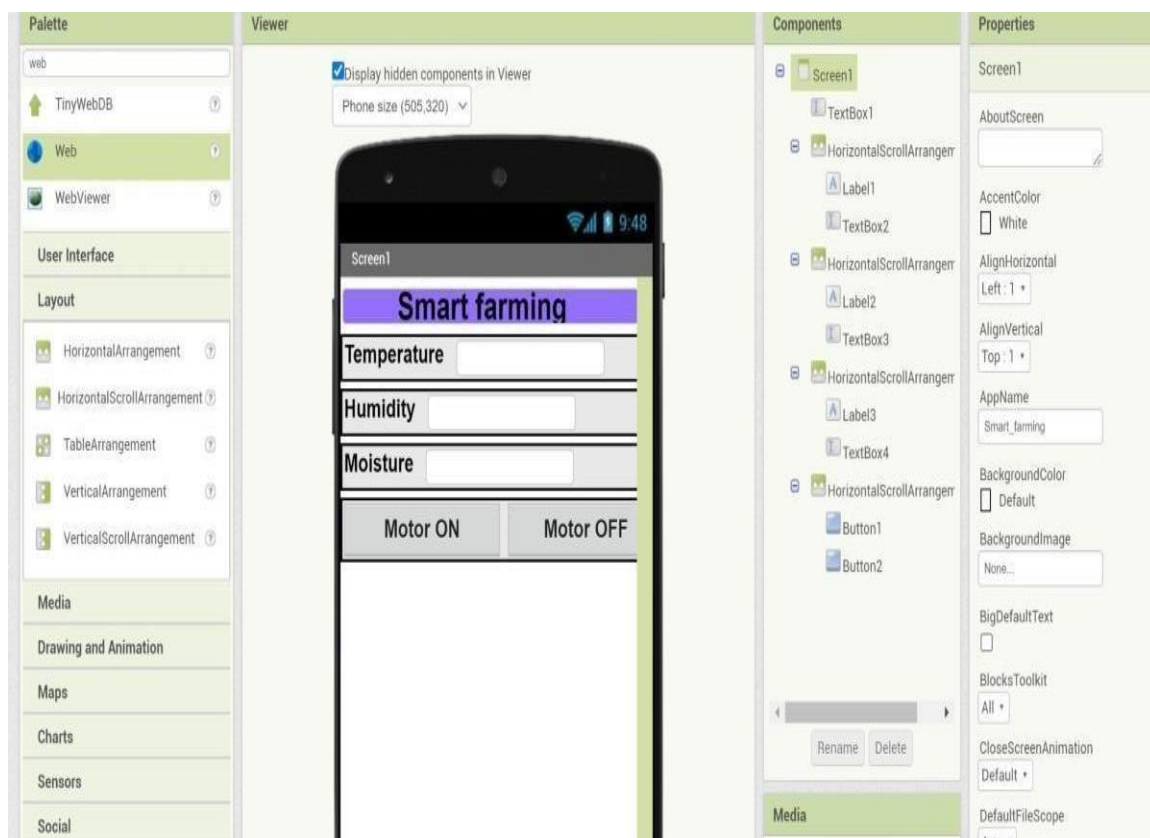 Palette
web
TinyWebDB
Web
WebViewer
User Interface
Layout
HorizontalArrangement
HorizontalScrollArrangement
TableArrangement
VerticalArrangement
VerticalScrollArrangement
Media
Drawing and Animation
Maps
Charts
Sensors
Social
Viewer
Display hidden components in Viewer
Phone size (505,320)
9:48
Screen1
Smart farming
Temperature
Humidity
Moisture
Motor ON Motor OFF
Components
Screen1
TextBox1
HorizontalScrollArrangem
Label1
TextBox2
HorizontalScrollArrangem
Label2
TextBox3
HorizontalScrollArrangem
Label3
TextBox4
HorizontalScrollArrangem
Button1
Button2
Rename Delete
Media
Properties
Screen1
AboutScreen
AccentColor
White
AlignHorizontal
Left : 1
AlignVertical
Top : 1
AppName
Smart_farming
BackgroundColor
Default
BackgroundImage
None...
BigDefaultText
BlocksToolkit
All
CloseScreenAnimation
Default
DefaultFileScope